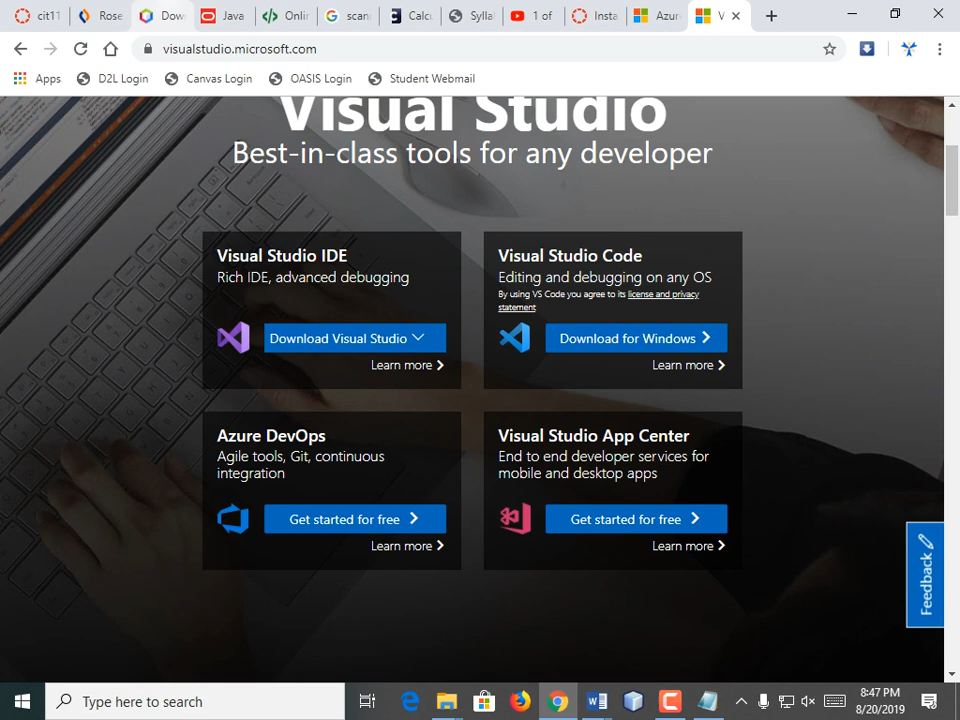 cit11
Rose
Dow
Java
Onlin
scan
Calcu
Syllal
1 of
Insta
Azur
V
visualstudio.microsoft.com
Apps
D2L Login
Canvas Login
OASIS Login
Student Webmail
Visual Studio
Best-in-class tools for any developer
Visual Studio IDE
Rich IDE, advanced debugging
Download Visual Studio
Learn more
Visual Studio Code
Editing and debugging on any OS
By using VS Code you agree to its license and privacy
statement
Download for Windows
Learn more
Azure DevOps
Agile tools, Git, continuous
integration
Get started for free
Learn more
Visual Studio App Center
End to end developer services for
mobile and desktop apps
Get started for free
Learn more
Feedback
Type here to search
8:47 PM
8/20/2019